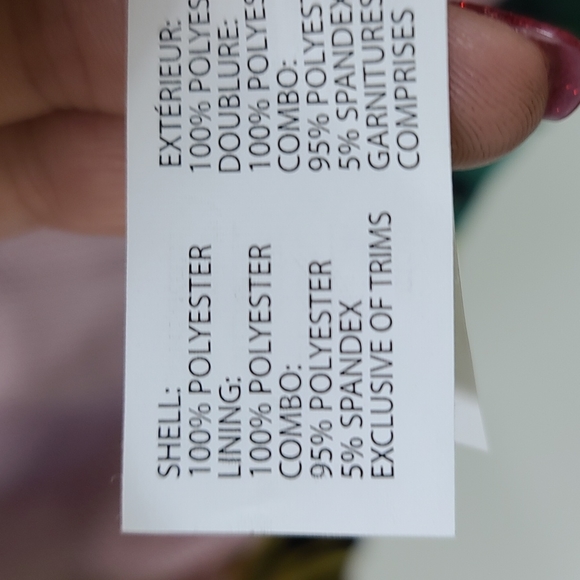 SHELL:
100% POLYESTER
LINING:
100% POLYESTER
COMBO:
95% POLYESTER
5% SPANDEX
EXCLUSIVE OF TRIMS
EXTÉRIEUR:
100%
DOUBLURE:
100%
COMBO:
95%
5% SPANDEX
GARNITURES
COMPRISES